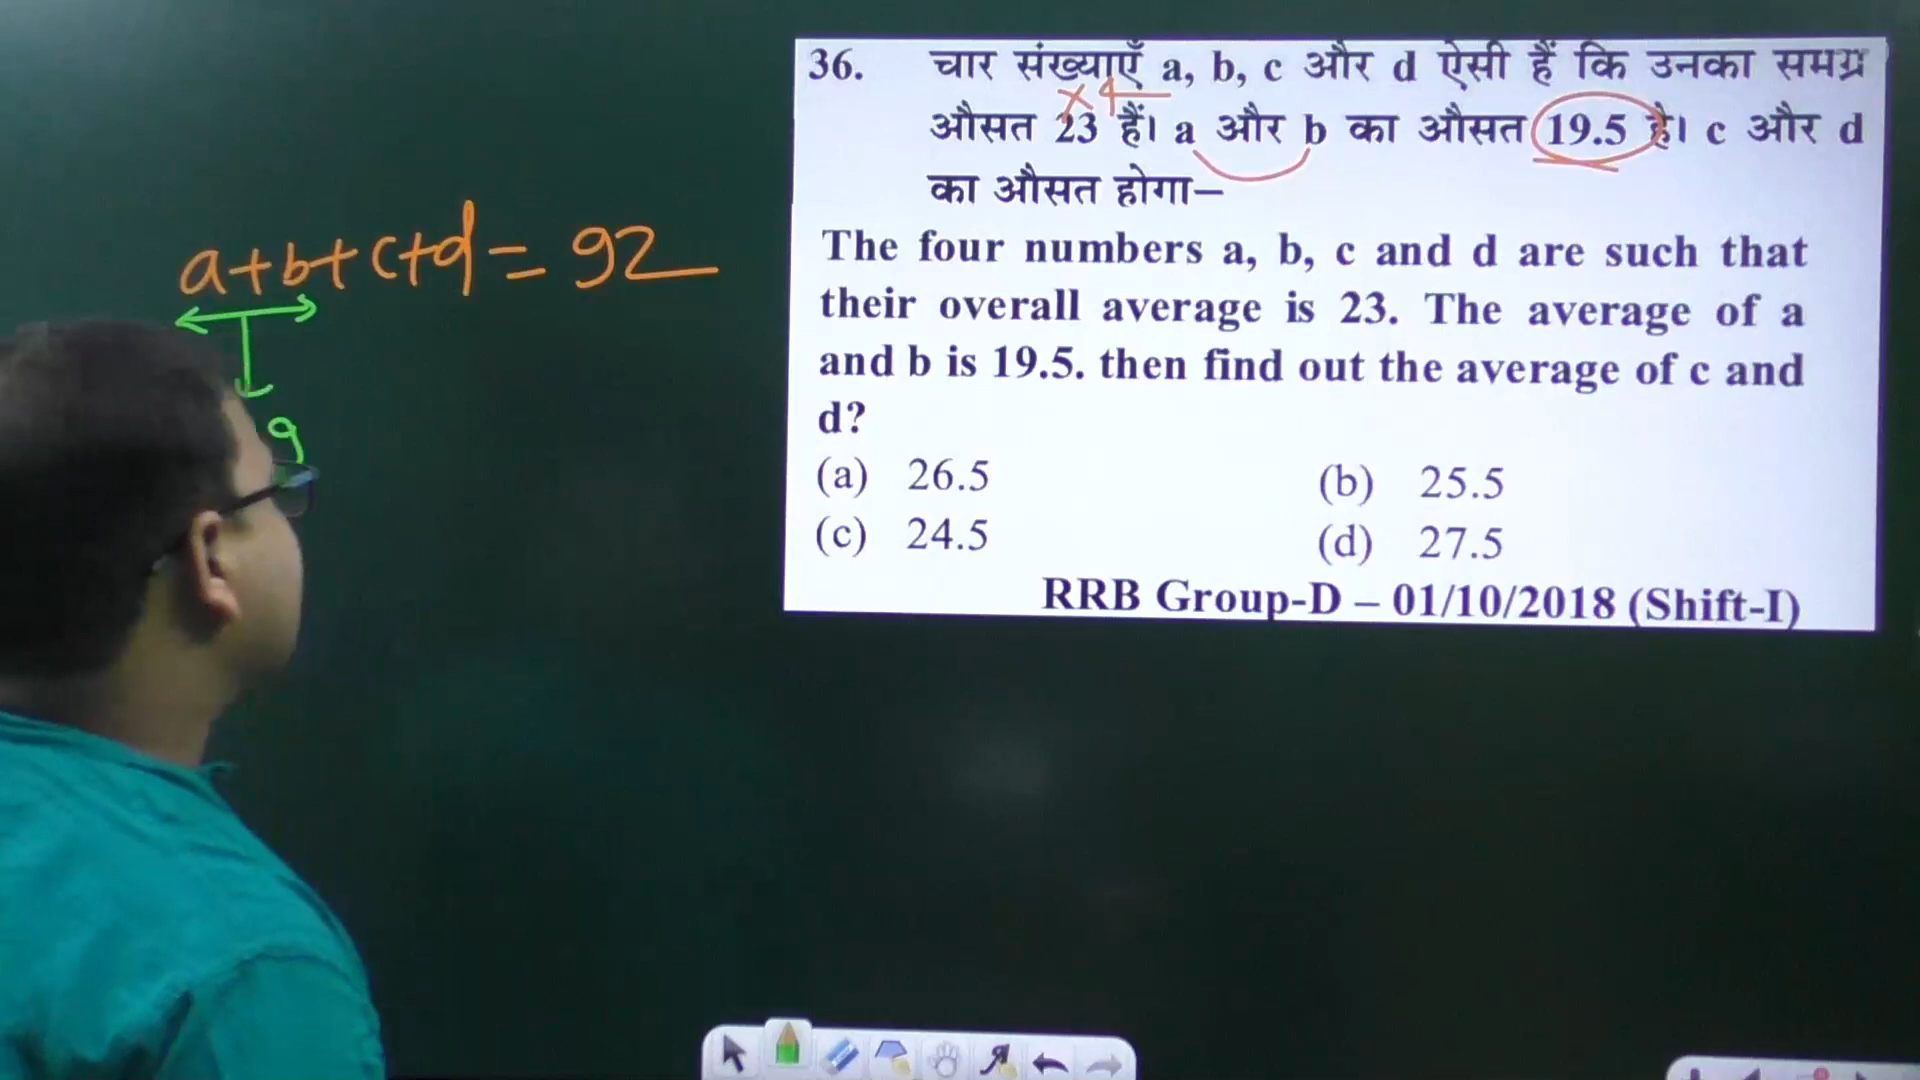 36. चार संख्याएँ a, b, c और d ऐसी हैं कि उनका समग्र
×4
औसत 23 हैं। a और b का औसत 19.5 है। c और d
का औसत होगा–
The four numbers a, b, c and d are such that
their overall average is 23. The average of a
and b is 19.5. then find out the average of c and
d?
(a) 26.5 (b) 25.5
(c) 24.5 (d) 27.5
RRB Group-D – 01/10/2018 (Shift-I)
a+b+c+d = 92